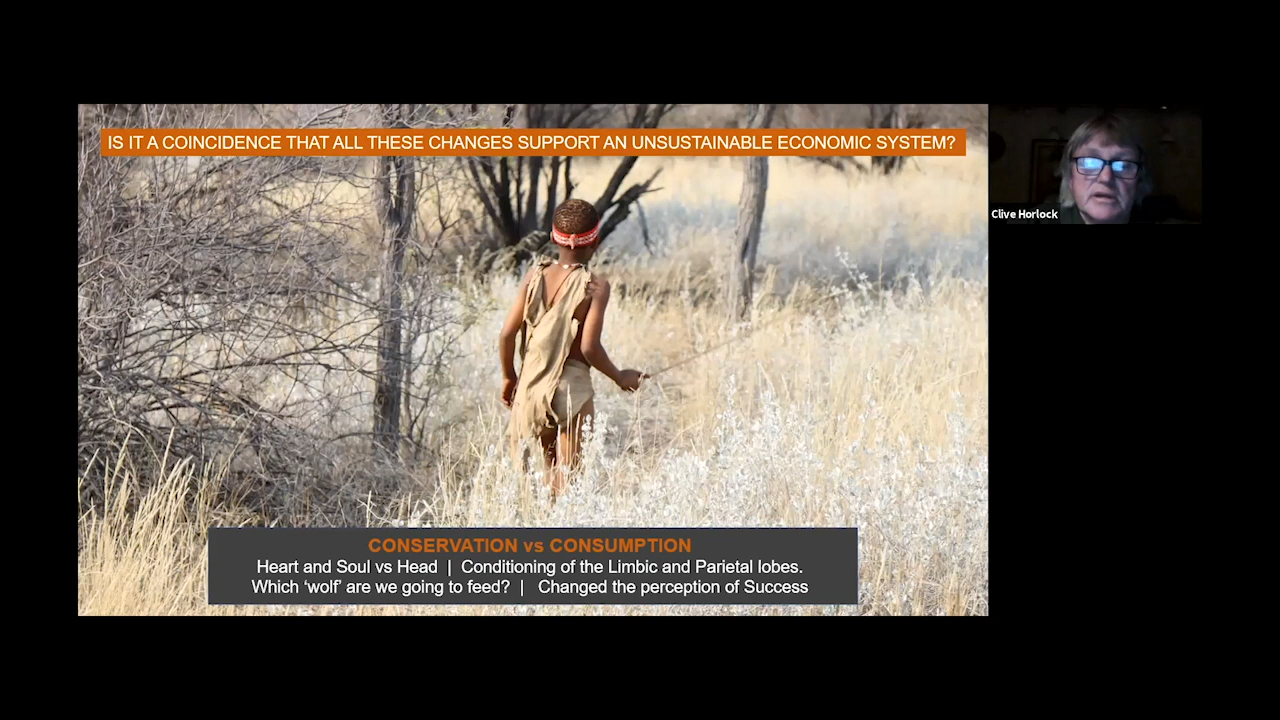 IS IT A COINCIDENCE THAT ALL THESE CHANGES SUPPORT AN UNSUSTAINABLE ECONOMIC SYSTEM?
Clive Horlock
CONSERVATION vs CONSUMPTION
Heart and Soul vs Head | Conditioning of the Limbic and Parietal lobes.
Which ‘wolf’ are we going to feed? | Changed the perception of Success